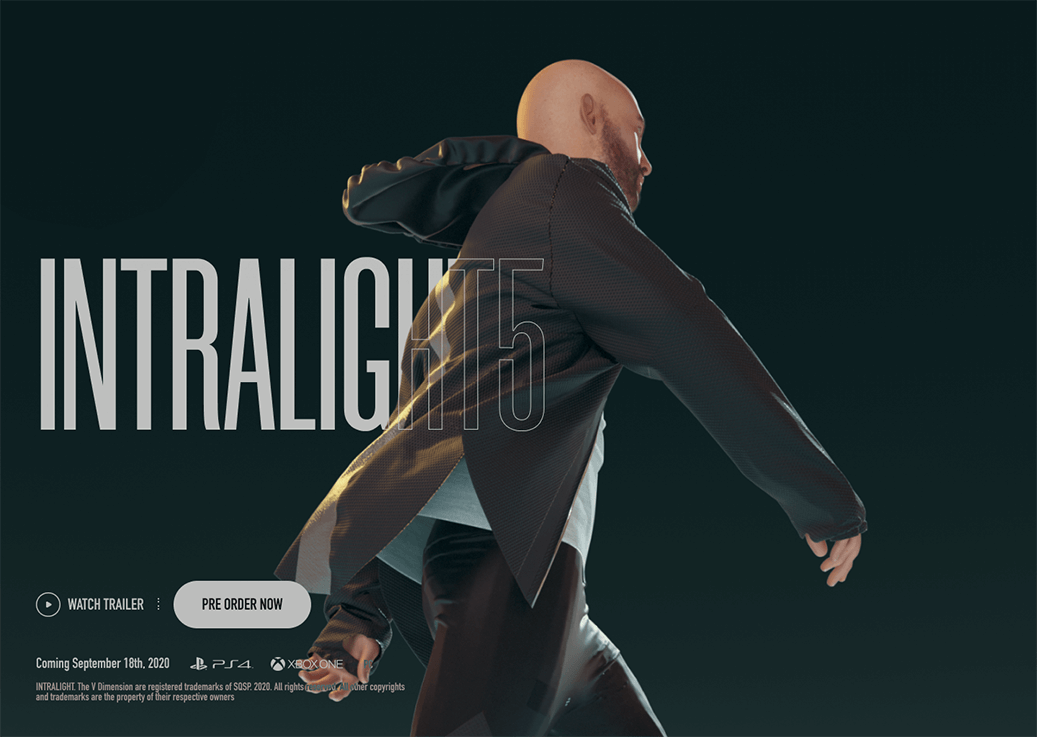 INTRALIGHT5
WATCH TRAILER
PRE ORDER NOW
Coming September 18th, 2020 PS4 XBOX ONE
INTRALIGHT. The V Dimension are registered trademarks of SQSP. 2020. All rights other copyrights
and trademarks are the property of their respective owners